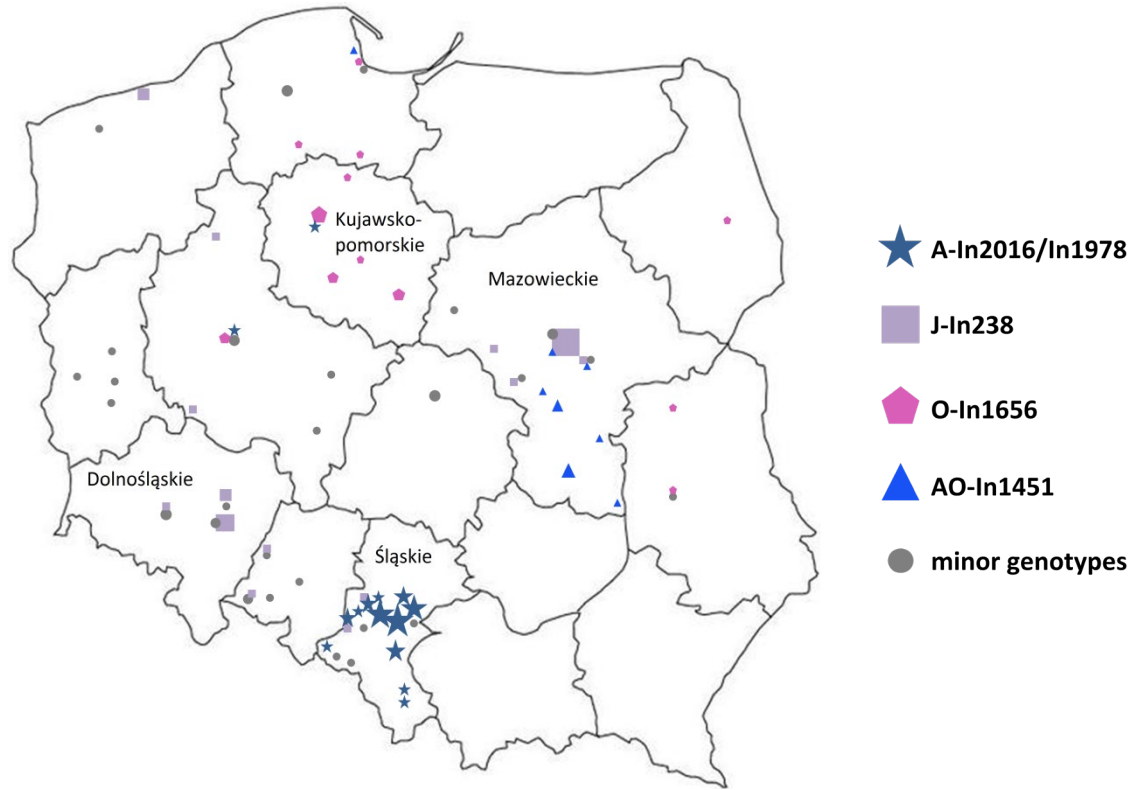 Kujawsko-
pomorskie
Mazowieckie
Dolnośląskie
Śląskie
A-In2016/In1978
J-In238
O-In1656
AO-In1451
minor genotypes